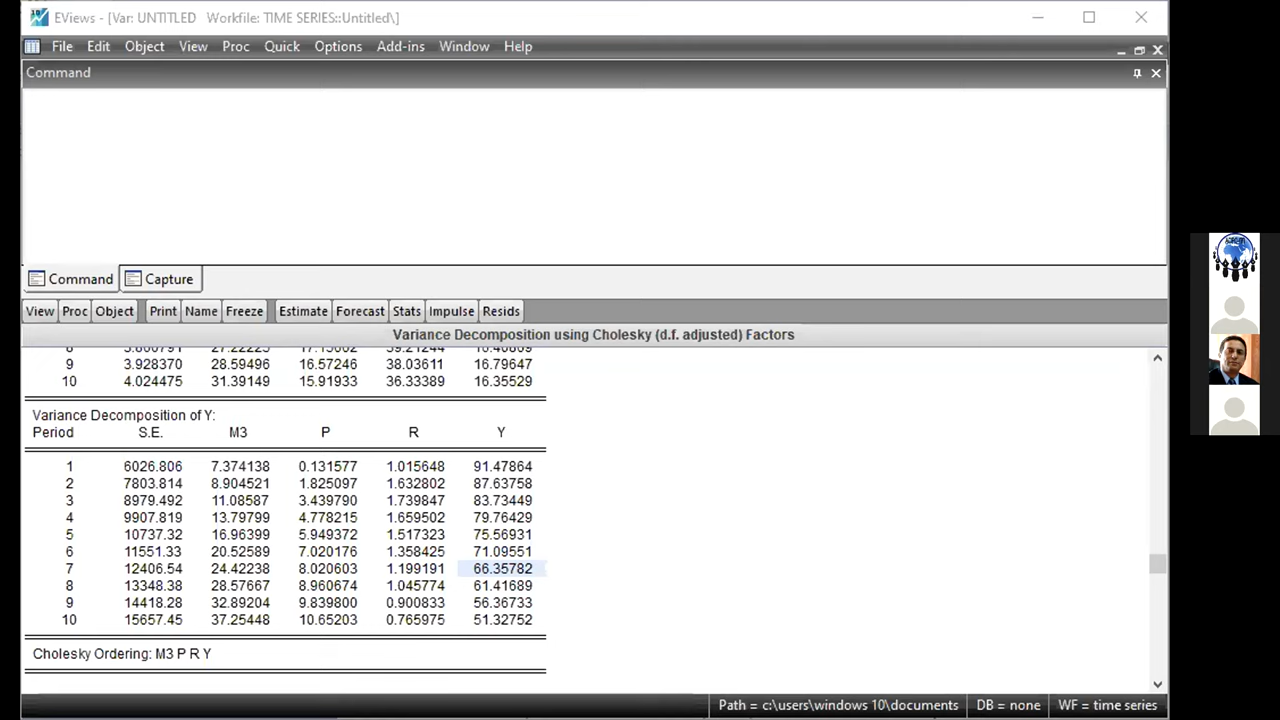 EViews - [Var: UNTITLED Workfile: TIME SERIES::Untitled\]
File Edit Object View Proc Quick Options Add-ins Window Help
Command
Command Capture
View Proc Object Print Name Freeze Estimate Forecast Stats Impulse Resids
Variance Decomposition using Cholesky (d.f. adjusted) Factors
9 3.928370 28.59496 16.57246 38.03611 16.79647
10 4.024475 31.39149 15.91933 36.33389 16.35529
Variance Decomposition of Y:
Period S.E. M3 P R Y
1 6026.806 7.374138 0.131577 1.015648 91.47864
2 7803.814 8.904521 1.825097 1.632802 87.63758
3 8979.492 11.08587 3.439790 1.739847 83.73449
4 9907.819 13.79799 4.778215 1.659502 79.76429
5 10737.32 16.96399 5.949372 1.517323 75.56931
6 11551.33 20.52589 7.020176 1.358425 71.09551
7 12406.54 24.42238 8.020603 1.199191 66.35782
8 13348.38 28.57667 8.960674 1.045774 61.41689
9 14418.28 32.89204 9.839800 0.900833 56.36733
10 15657.45 37.25448 10.65203 0.765975 51.32752
Cholesky Ordering: M3 P R Y
Path = c:\users\windows 10\documents DB = none WF = time series